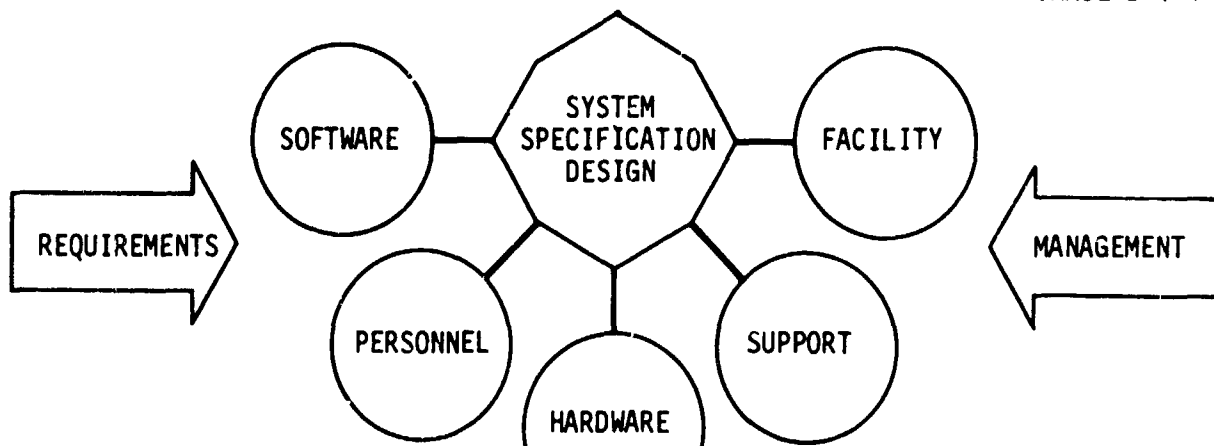 SYSTEM
SPECIFICATION
DESIGN
SOFTWARE
FACILITY
REQUIREMENTS
MANAGEMENT
PERSONNEL
SUPPORT
HARDWARE